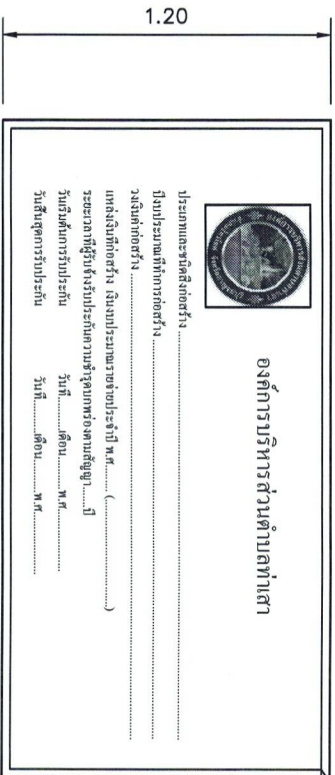 1.20
องค์การบริหารส่วนตำบลท่าเสา
ประเภทและชนิดสิ่งก่อสร้าง................................................
ปีงบประมาณที่ทำการก่อสร้าง................................................
วงเงินค่าก่อสร้าง................................................
แหล่งเงินที่ก่อสร้าง เงินงบประมาณรายจ่ายประจำปี พ.ศ........ (................................)
ระยะเวลาที่ผู้รับจ้างรับประกันความชำรุดบกพร่องตามสัญญา......ปี
วันเริ่มต้นการรับประกัน วันที่........เดือน........พ.ศ................
วันสิ้นสุดการรับประกัน วันที่........เดือน........พ.ศ................